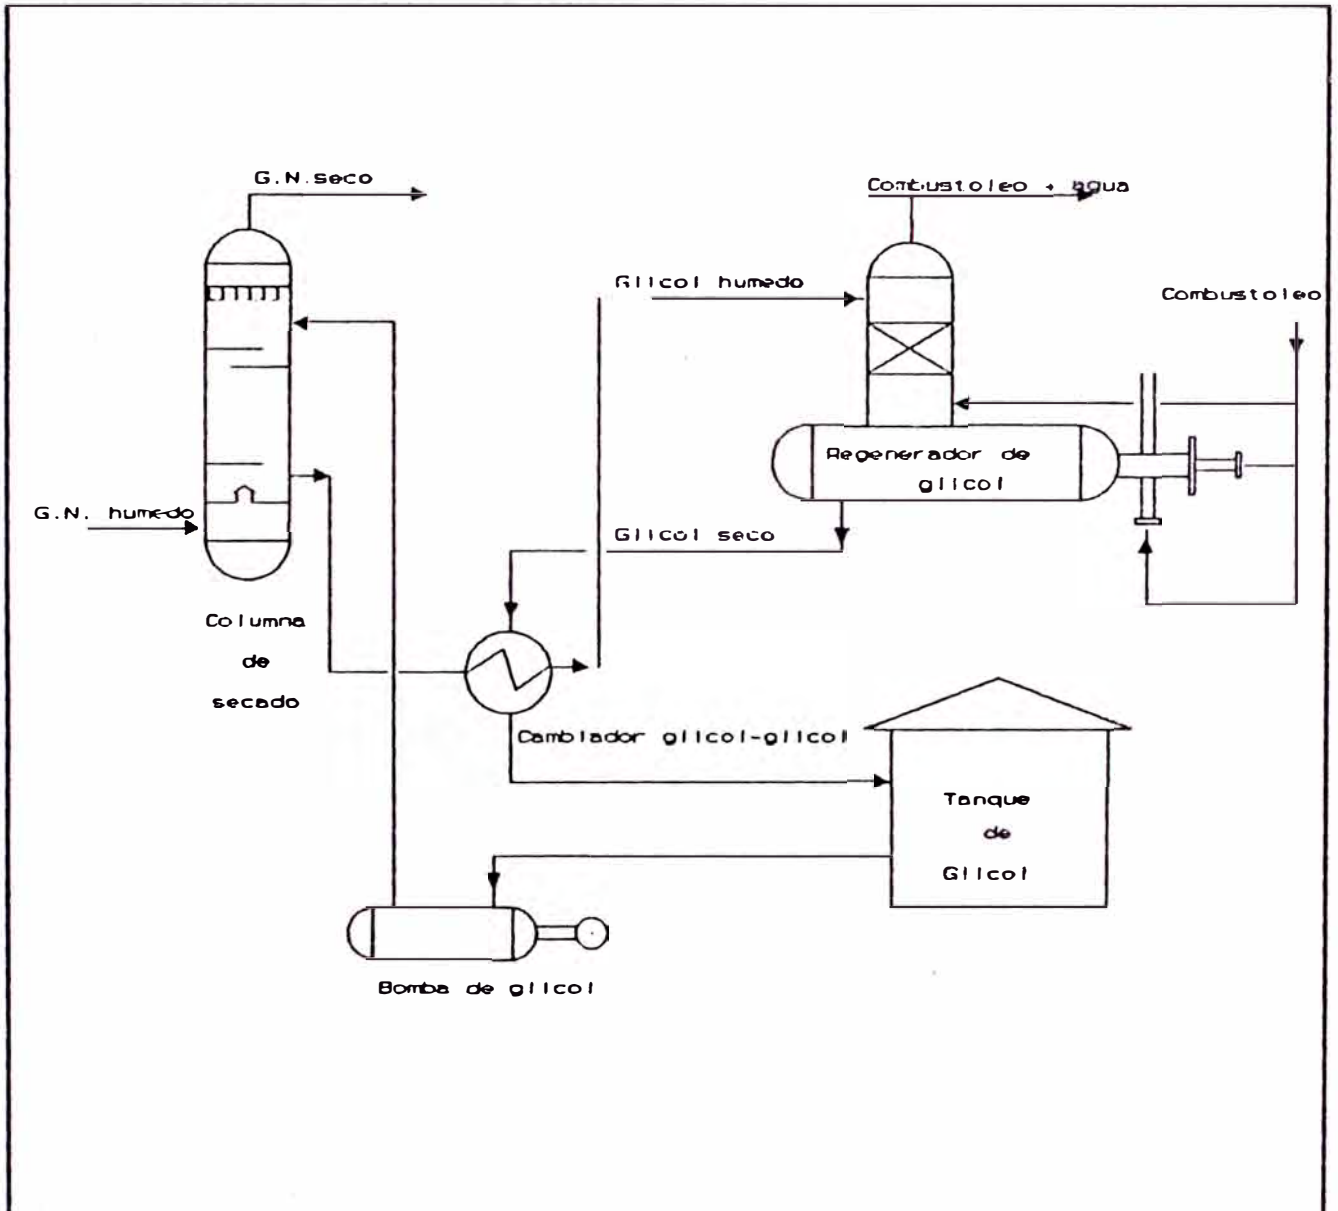 G.N.seco
Combustoleo + agua
Glicol humedo
Combustoleo
Regenerador de
glicol
G.N. humedo
Glicol seco
Columna
de
secado
Cambiador glicol-glicol
Tanque
de
Glicol
Bomba de glicol